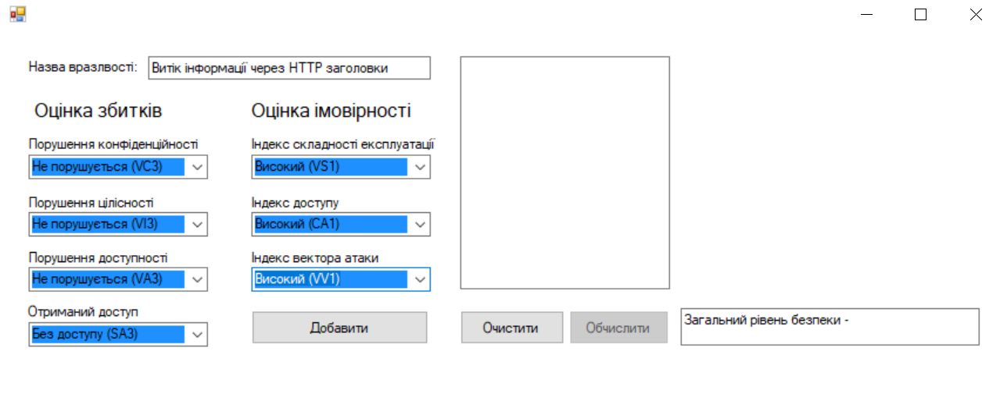 Назва вразлвості:
Витік інформації через HTTP заголовки
Оцінка збитків
Оцінка імовірності
Порушення конфіденційності
Не порушується (VC3)
Індекс складності експлуатації
Високий (VS1)
Порушення цілісності
Не порушується (VI3)
Індекс доступу
Високий (CA1)
Порушення доступності
Не порушується (VA3)
Індекс вектора атаки
Високий (VV1)
Отриманий доступ
Без доступу (SA3)
Добавити
Очистити
Обчислити
Загальний рівень безпеки -